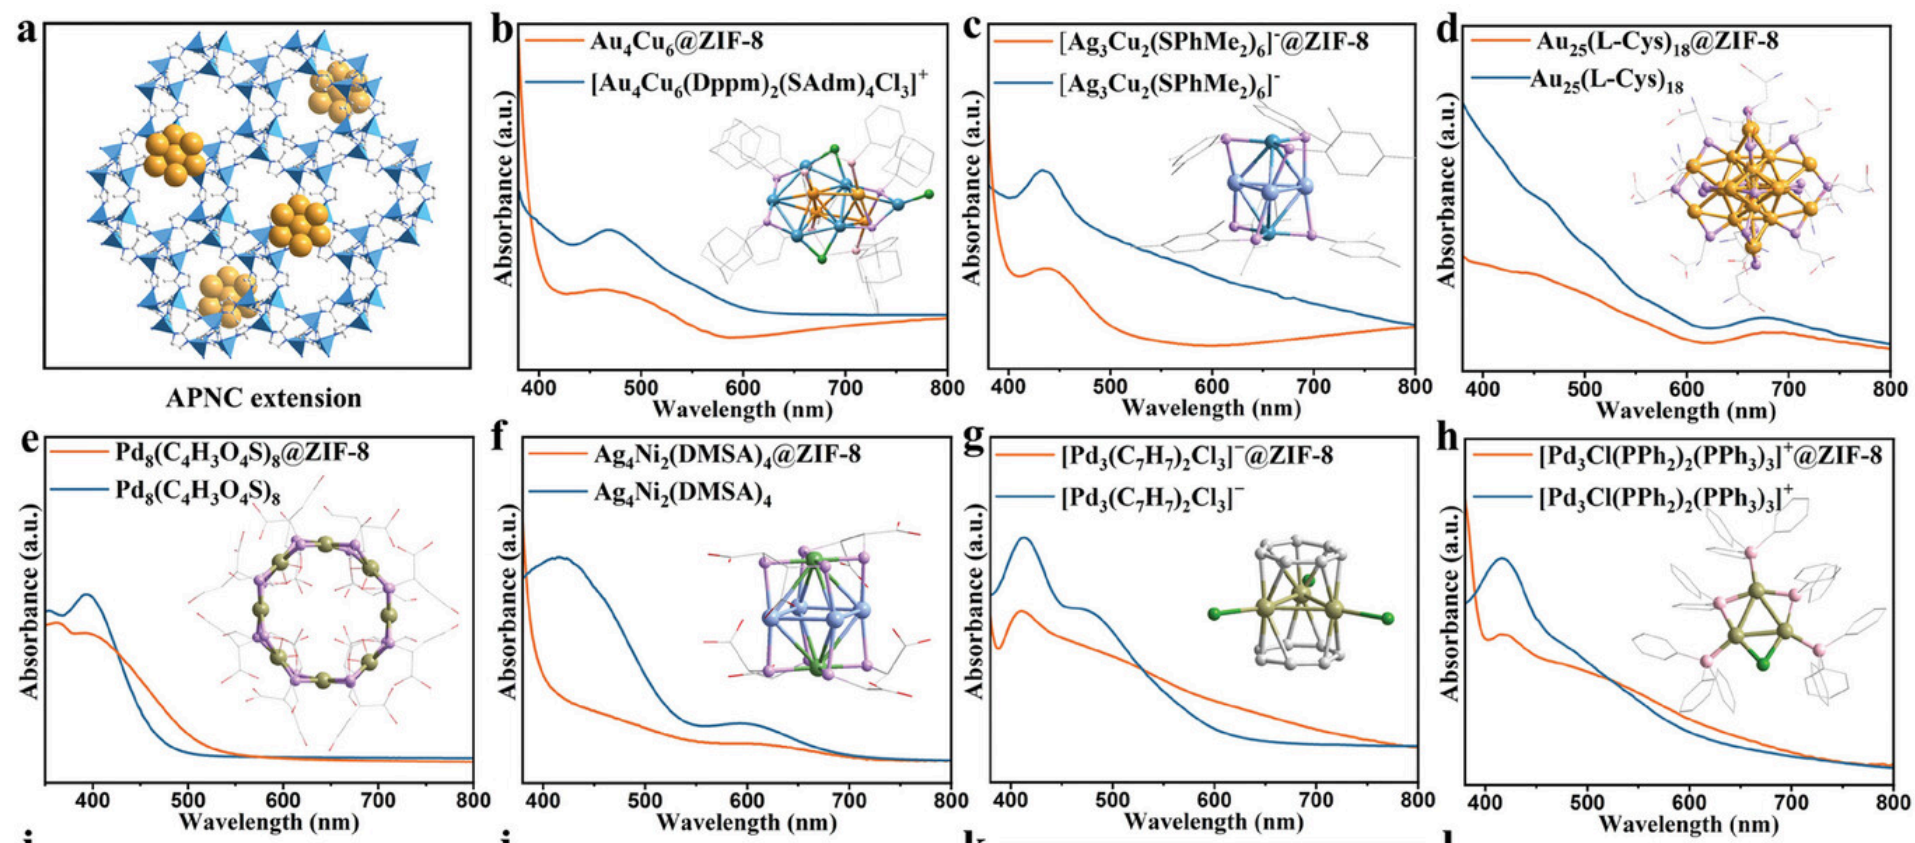 a
APNC extension
b
Au₄Cu₆@ZIF-8
[Au₄Cu₆(Dppm)₂(SAdm)₄Cl₃]⁺
Absorbance (a.u.)
400 500 600 700 800
Wavelength (nm)
c
[Ag₃Cu₂(SPhMe₂)₆]⁻@ZIF-8
[Ag₃Cu₂(SPhMe₂)₆]⁻
Absorbance (a.u.)
400 500 600 700 800
Wavelength (nm)
d
Au₂₅(L-Cys)₁₈@ZIF-8
Au₂₅(L-Cys)₁₈
Absorbance (a.u.)
400 500 600 700 800
Wavelength (nm)
e
Pd₈(C₄H₃O₄S)₈@ZIF-8
Pd₈(C₄H₃O₄S)₈
Absorbance (a.u.)
400 500 600 700 800
Wavelength (nm)
f
Ag₄Ni₂(DMSA)₄@ZIF-8
Ag₄Ni₂(DMSA)₄
Absorbance (a.u.)
400 500 600 700 800
Wavelength (nm)
g
[Pd₃(C₇H₇)₂Cl₃]⁻@ZIF-8
[Pd₃(C₇H₇)₂Cl₃]⁻
Absorbance (a.u.)
400 500 600 700 800
Wavelength (nm)
h
[Pd₃Cl(PPh₂)₂(PPh₃)₃]⁺@ZIF-8
[Pd₃Cl(PPh₂)₂(PPh₃)₃]⁺
Absorbance (a.u.)
400 500 600 700 800
Wavelength (nm)